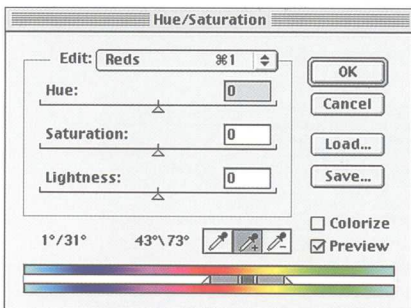 Hue/Saturation
Edit: Reds ⌘1
OK
Hue: 0
Cancel
Saturation: 0
Load...
Lightness: 0
Save...
Colorize
1°/31° 43°\73°
Preview